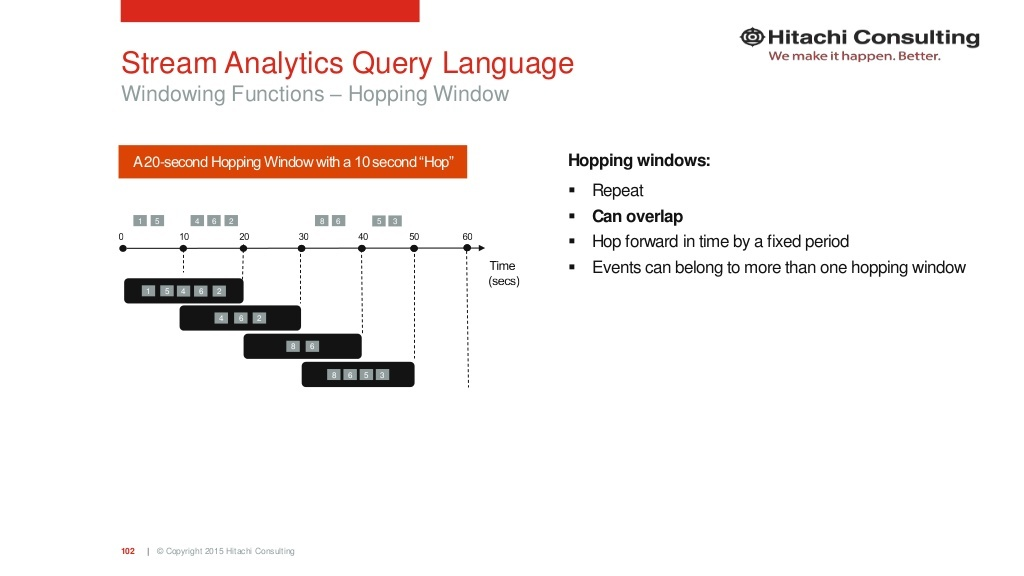 Hitachi Consulting
We make it happen. Better.
Stream Analytics Query Language
Windowing Functions – Hopping Window
A 20-second Hopping Window with a 10 second “Hop”
1 5 4 6 2 8 6 5 3
0 10 20 30 40 50 60
Time
(secs)
1 5 4 6 2
4 6 2
8 6
8 6 5 3
Hopping windows:
▪ Repeat
▪ Can overlap
▪ Hop forward in time by a fixed period
▪ Events can belong to more than one hopping window
102 | © Copyright 2015 Hitachi Consulting